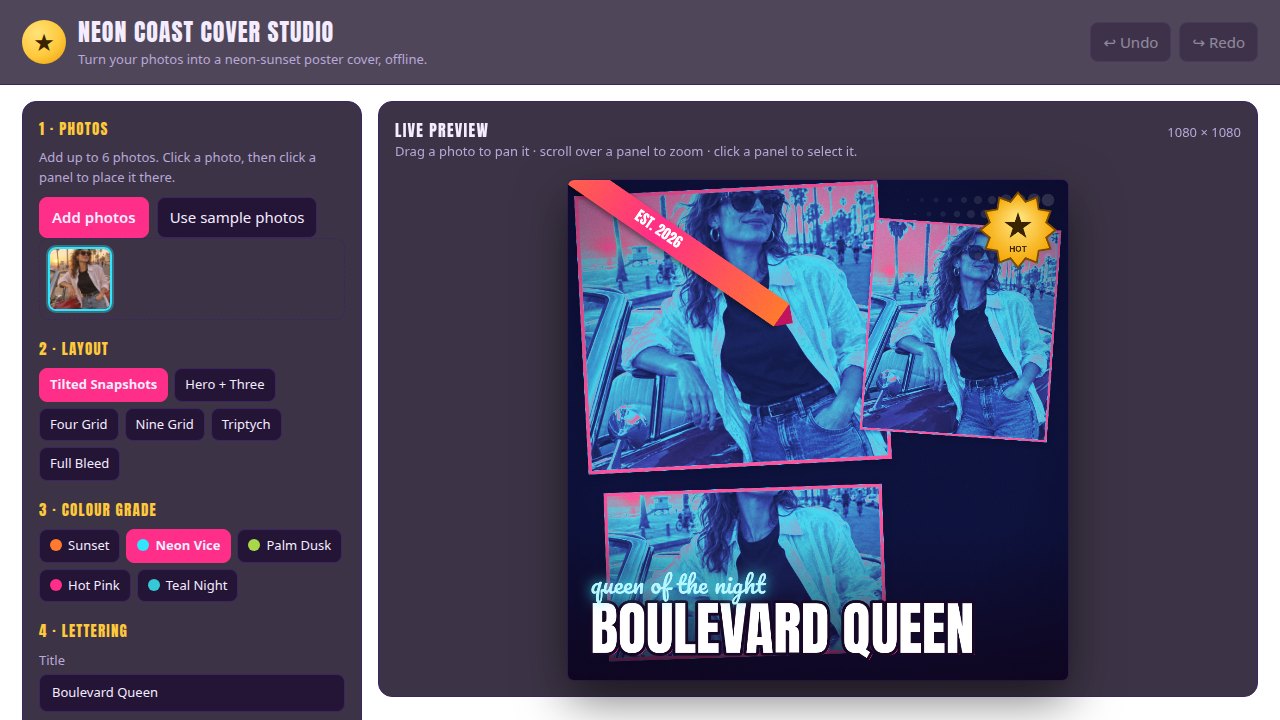 NEON COAST COVER STUDIO
Turn your photos into a neon-sunset poster cover, offline.
↩ Undo
↪ Redo
1 · PHOTOS
Add up to 6 photos. Click a photo, then click a
panel to place it there.
Add photos
Use sample photos
2 · LAYOUT
Tilted Snapshots
Hero + Three
Four Grid
Nine Grid
Triptych
Full Bleed
3 · COLOUR GRADE
Sunset
Neon Vice
Palm Dusk
Hot Pink
Teal Night
4 · LETTERING
Title
Boulevard Queen
LIVE PREVIEW
1080 × 1080
Drag a photo to pan it · scroll over a panel to zoom · click a panel to select it.
EST. 2026
HOT
queen of the night
BOULEVARD QUEEN